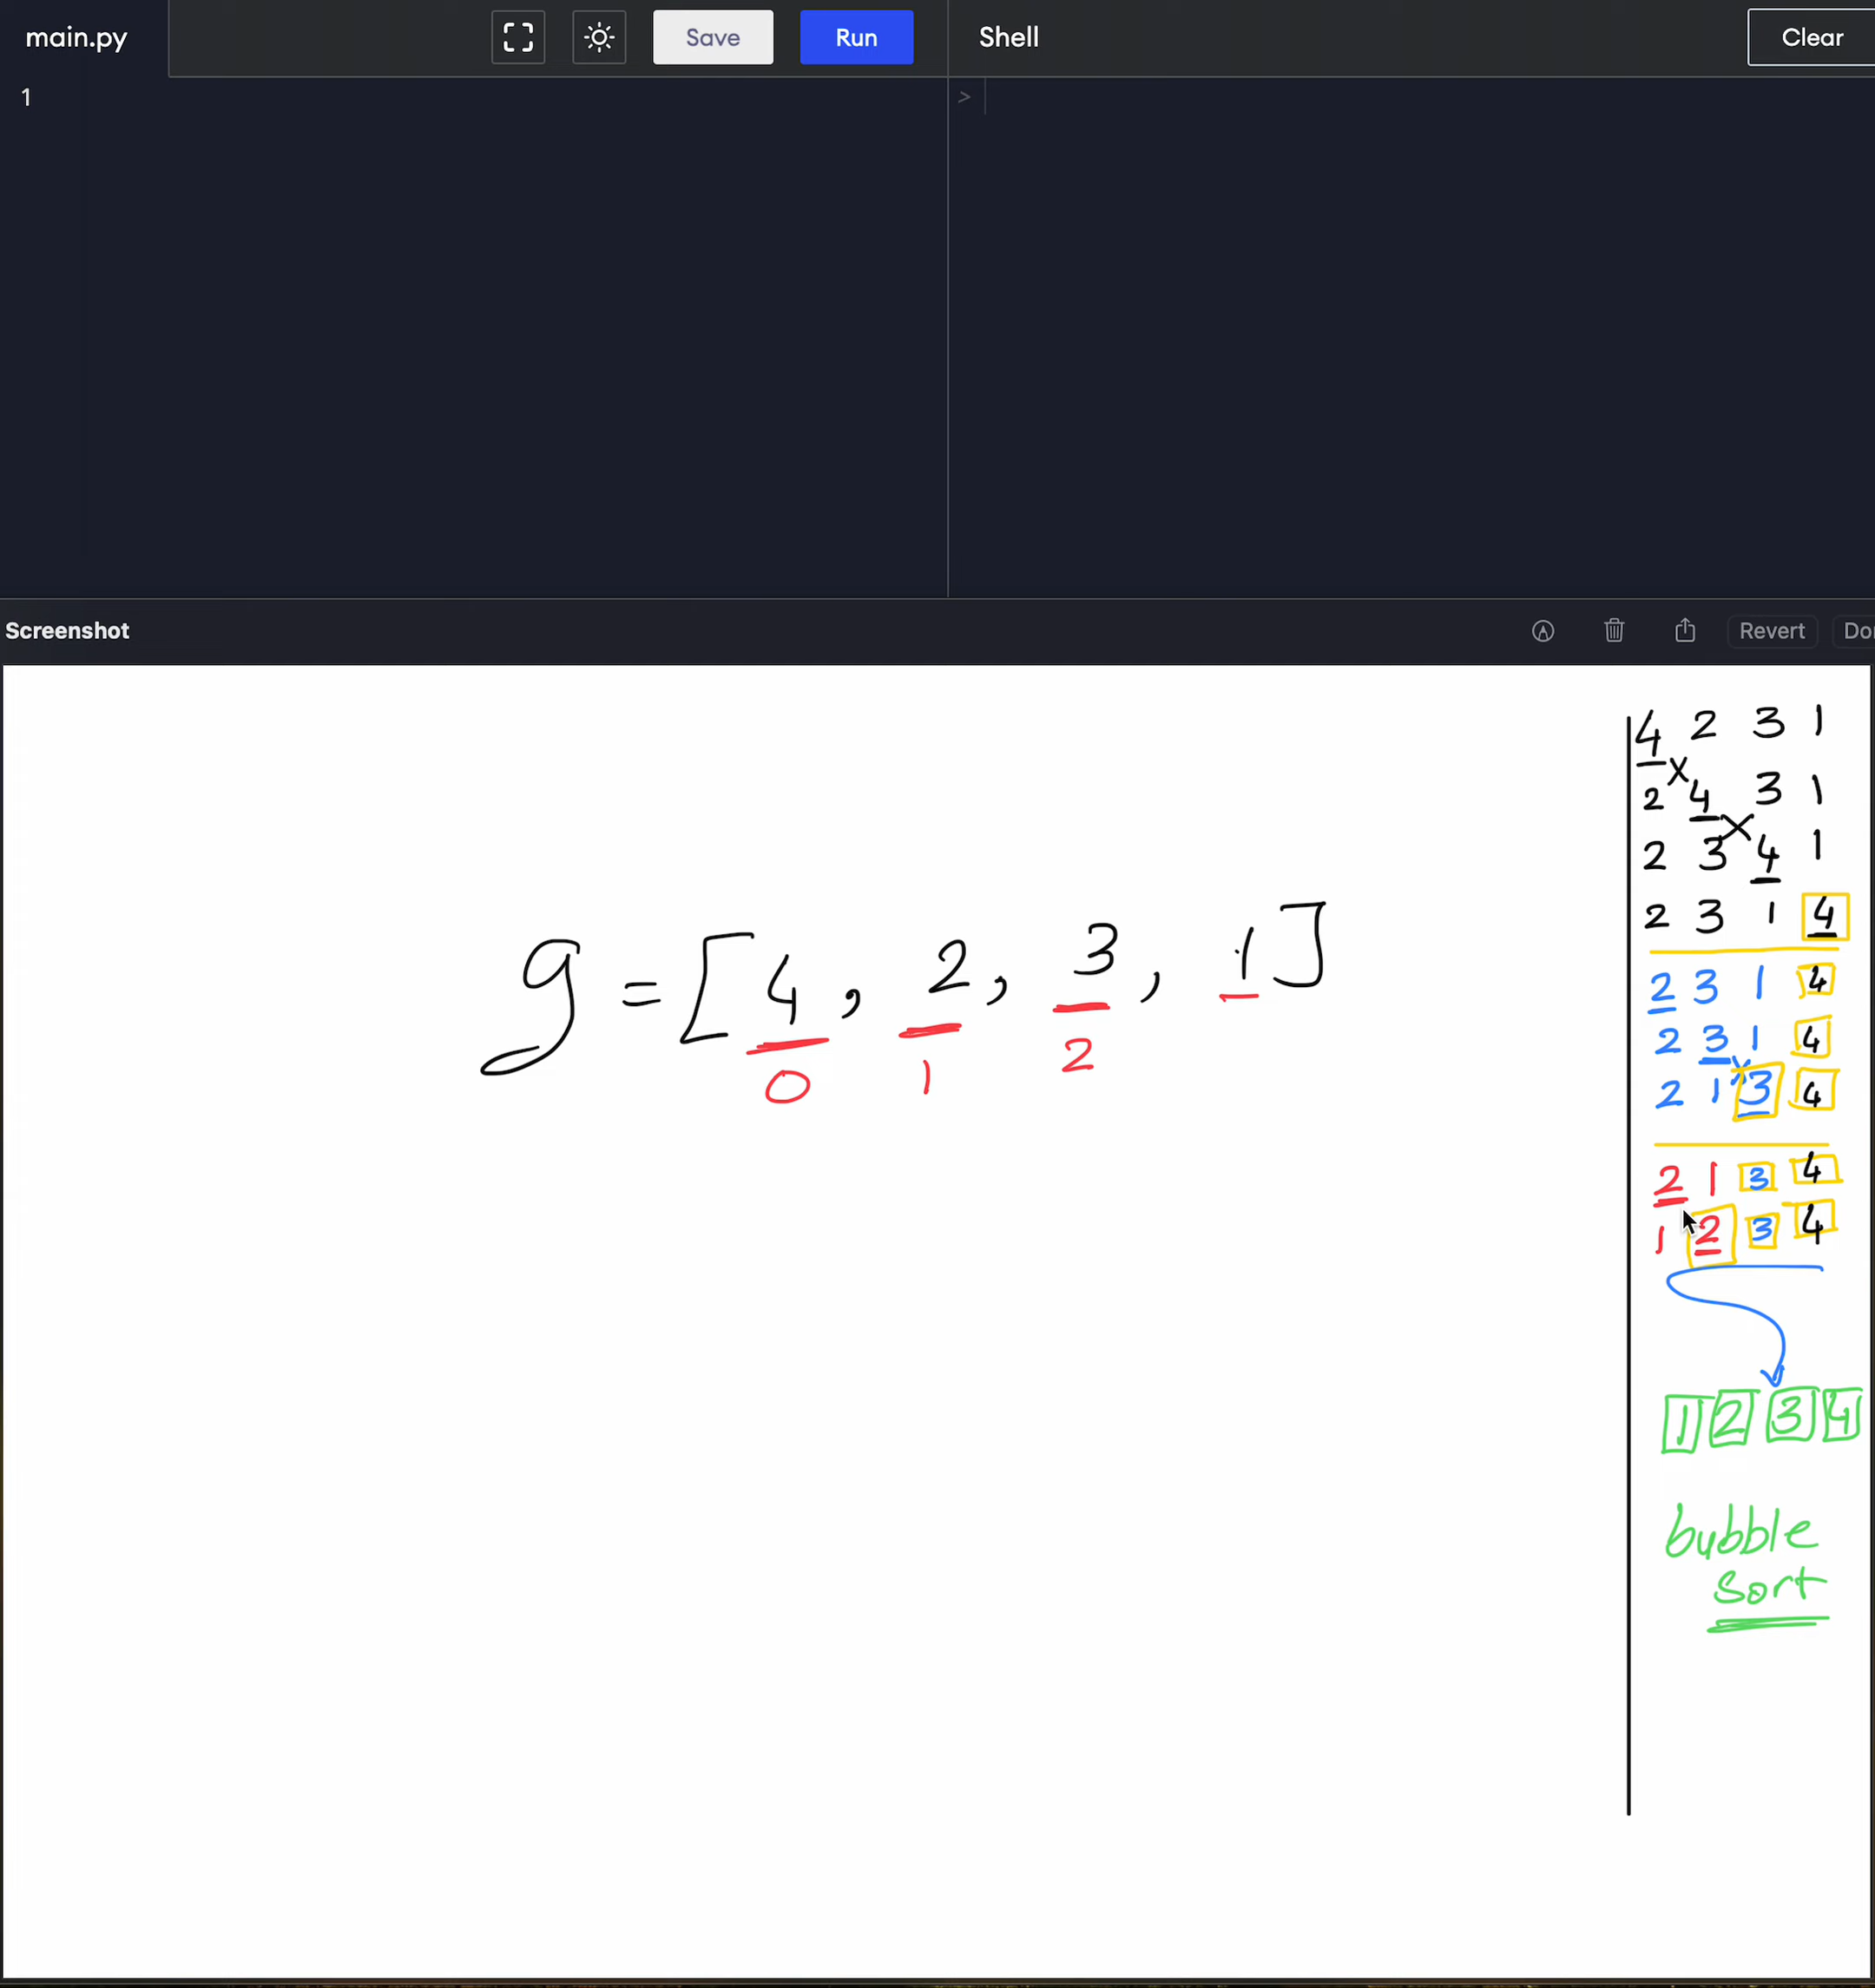 main.py Save Run Shell Clear
1 >
Screenshot Revert Do
4 2 3 1
2 4 3 1
2 3 4 1
2 3 1 4
g = [4, 2, 3, 1]
0 1 2
2 3 1 4
2 3 1 4
2 1 3 4
2 1 3 4
1 2 3 4
1 2 3 4
bubble
sort